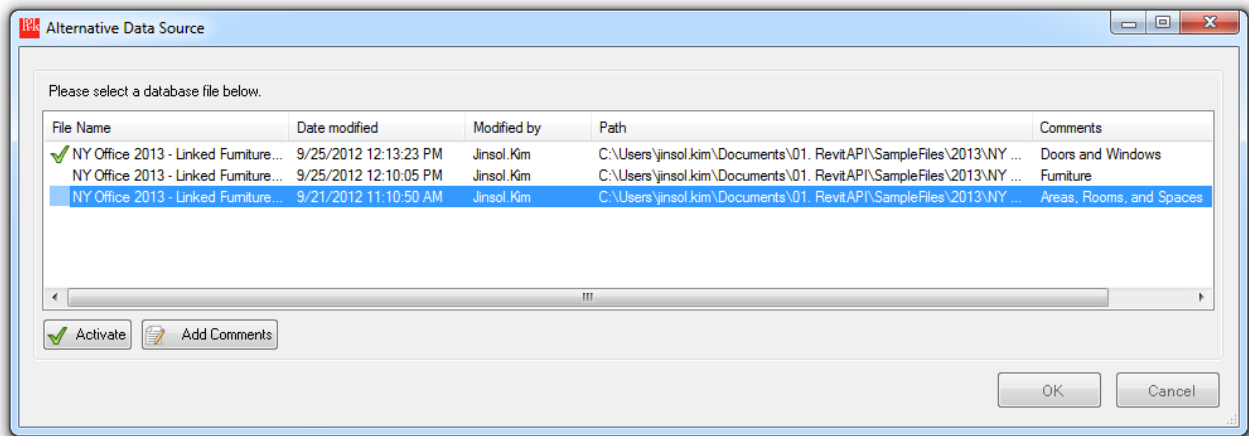 Alternative Data Source
Please select a database file below.
File Name Date modified Modified by Path Comments
NY Office 2013 - Linked Furniture... 9/25/2012 12:13:23 PM Jinsol.Kim C:\Users\jinsol.kim\Documents\01. RevitAPI\SampleFiles\2013\NY ... Doors and Windows
NY Office 2013 - Linked Furniture... 9/25/2012 12:10:05 PM Jinsol.Kim C:\Users\jinsol.kim\Documents\01. RevitAPI\SampleFiles\2013\NY ... Furniture
NY Office 2013 - Linked Furniture... 9/21/2012 11:10:50 AM Jinsol.Kim C:\Users\jinsol.kim\Documents\01. RevitAPI\SampleFiles\2013\NY ... Areas, Rooms, and Spaces
Activate Add Comments
OK Cancel